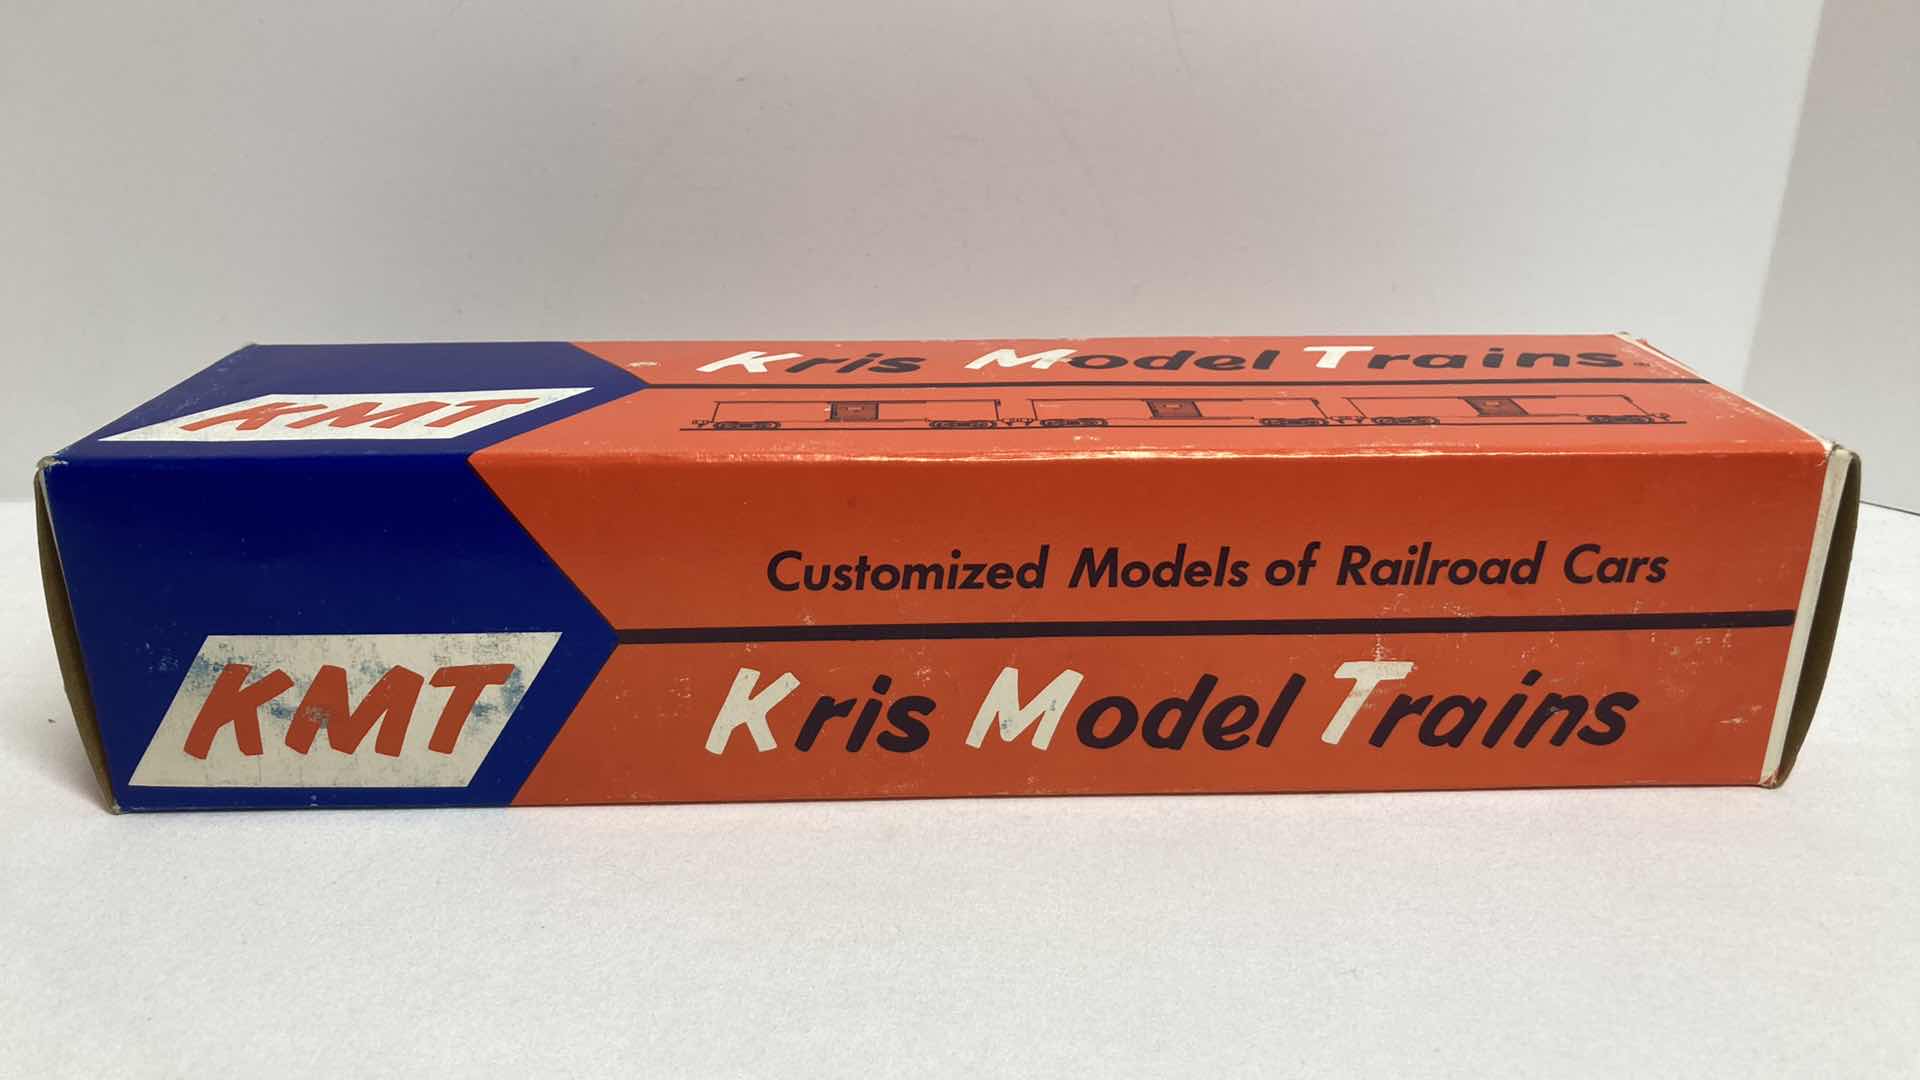 KMT
Kris Model Trains
Customized Models of Railroad Cars
KMT
Kris Model Trains